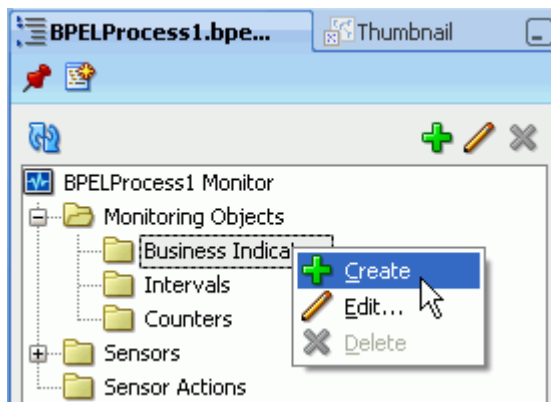 BPELProcess1.bpe... Thumbnail
BPELProcess1 Monitor
Monitoring Objects
Business Indica
Create
Intervals
Edit...
Counters
Delete
Sensors
Sensor Actions